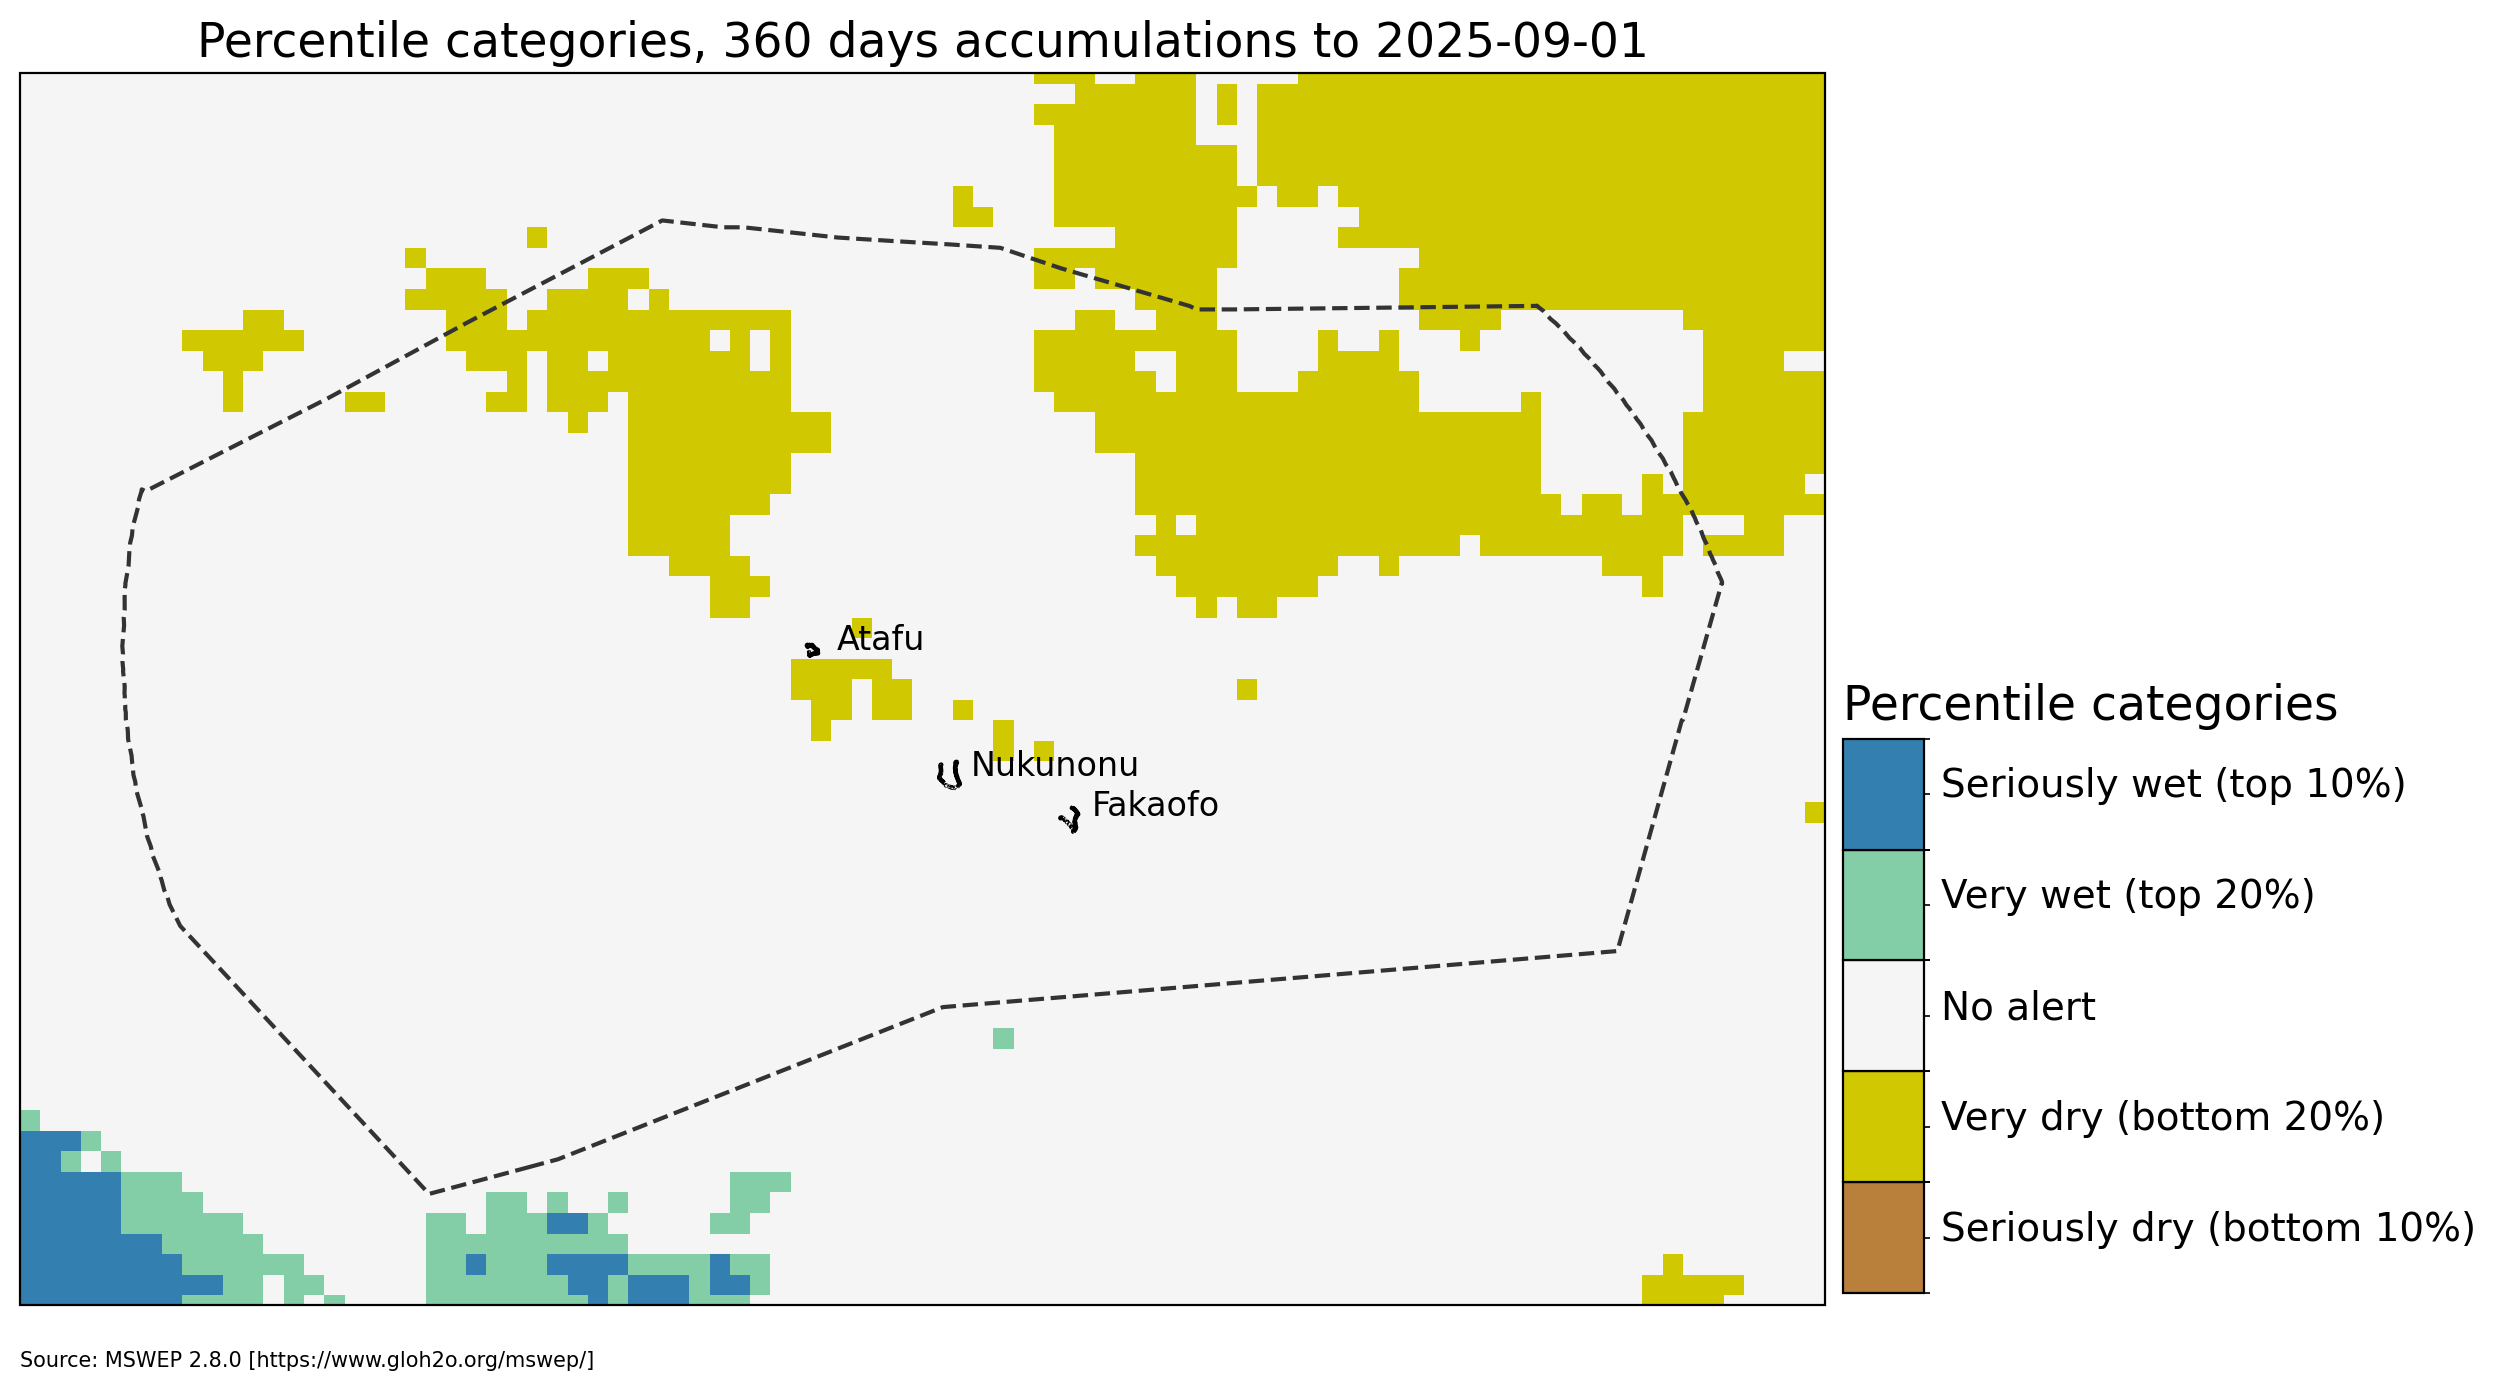 Percentile categories, 360 days accumulations to 2025-09-01
Atafu
Nukunonu
Fakaofo
Percentile categories
Seriously wet (top 10%)
Very wet (top 20%)
No alert
Very dry (bottom 20%)
Seriously dry (bottom 10%)
Source: MSWEP 2.8.0 [https://www.gloh2o.org/mswep/]